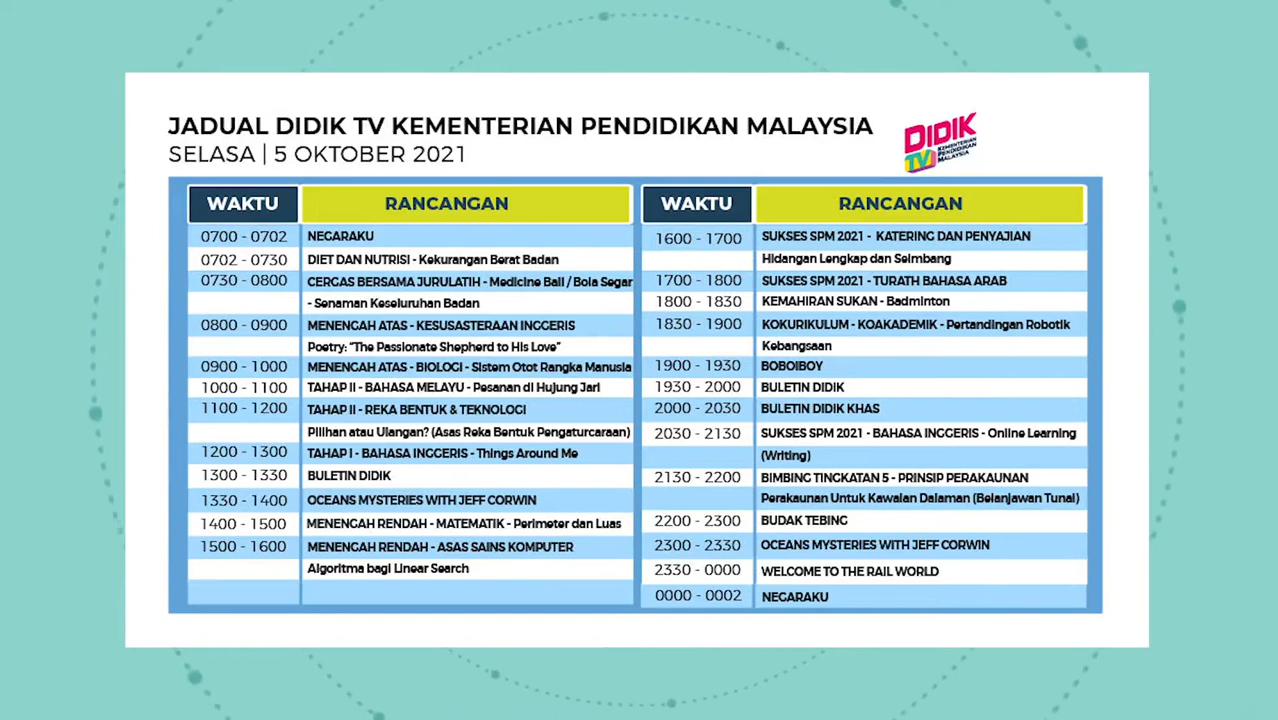 JADUAL DIDIK TV KEMENTERIAN PENDIDIKAN MALAYSIA
SELASA | 5 OKTOBER 2021
DIDIK
TV KEMENTERIAN
PENDIDIKAN
MALAYSIA
WAKTU RANCANGAN
0700 - 0702 NEGARAKU
0702 - 0730 DIET DAN NUTRISI - Kekurangan Berat Badan
0730 - 0800 CERGAS BERSAMA JURULATIH - Medicine Ball / Bola Segar
- Senaman Keseluruhan Badan
0800 - 0900 MENENGAH ATAS - KESUSASTERAAN INGGERIS
Poetry: “The Passionate Shepherd to His Love”
0900 - 1000 MENENGAH ATAS - BIOLOGI - Sistem Otot Rangka Manusia
1000 - 1100 TAHAP II - BAHASA MELAYU - Pesanan di Hujung Jari
1100 - 1200 TAHAP II - REKA BENTUK & TEKNOLOGI
Pilihan atau Ulangan? (Asas Reka Bentuk Pengaturcaraan)
1200 - 1300 TAHAP I - BAHASA INGGERIS - Things Around Me
1300 - 1330 BULETIN DIDIK
1330 - 1400 OCEANS MYSTERIES WITH JEFF CORWIN
1400 - 1500 MENENGAH RENDAH - MATEMATIK - Perimeter dan Luas
1500 - 1600 MENENGAH RENDAH - ASAS SAINS KOMPUTER
Algoritma bagi Linear Search
WAKTU RANCANGAN
1600 - 1700 SUKSES SPM 2021 - KATERING DAN PENYAJIAN
Hidangan Lengkap dan Seimbang
1700 - 1800 SUKSES SPM 2021 - TURATH BAHASA ARAB
1800 - 1830 KEMAHIRAN SUKAN - Badminton
1830 - 1900 KOKURIKULUM - KOAKADEMIK - Pertandingan Robotik
Kebangsaan
1900 - 1930 BOBOIBOY
1930 - 2000 BULETIN DIDIK
2000 - 2030 BULETIN DIDIK KHAS
2030 - 2130 SUKSES SPM 2021 - BAHASA INGGERIS - Online Learning
(Writing)
2130 - 2200 BIMBING TINGKATAN 5 - PRINSIP PERAKAUNAN
Perakaunan Untuk Kawalan Dalaman (Belanjawan Tunai)
2200 - 2300 BUDAK TEBING
2300 - 2330 OCEANS MYSTERIES WITH JEFF CORWIN
2330 - 0000 WELCOME TO THE RAIL WORLD
0000 - 0002 NEGARAKU